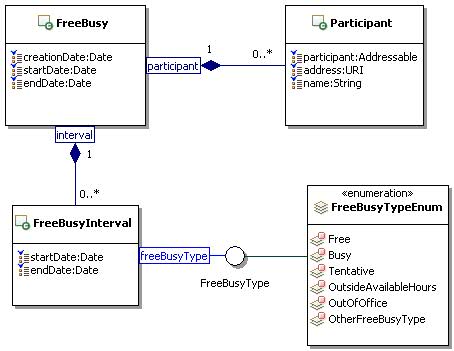 FreeBusy
creationDate:Date
startDate:Date
endDate:Date
participant
1
0..*
Participant
participant:Addressable
address:URI
name:String
interval
1
0..*
FreeBusyInterval
startDate:Date
endDate:Date
freeBusyType
FreeBusyType
«enumeration»
FreeBusyTypeEnum
Free
Busy
Tentative
OutsideAvailableHours
OutOfOffice
OtherFreeBusyType